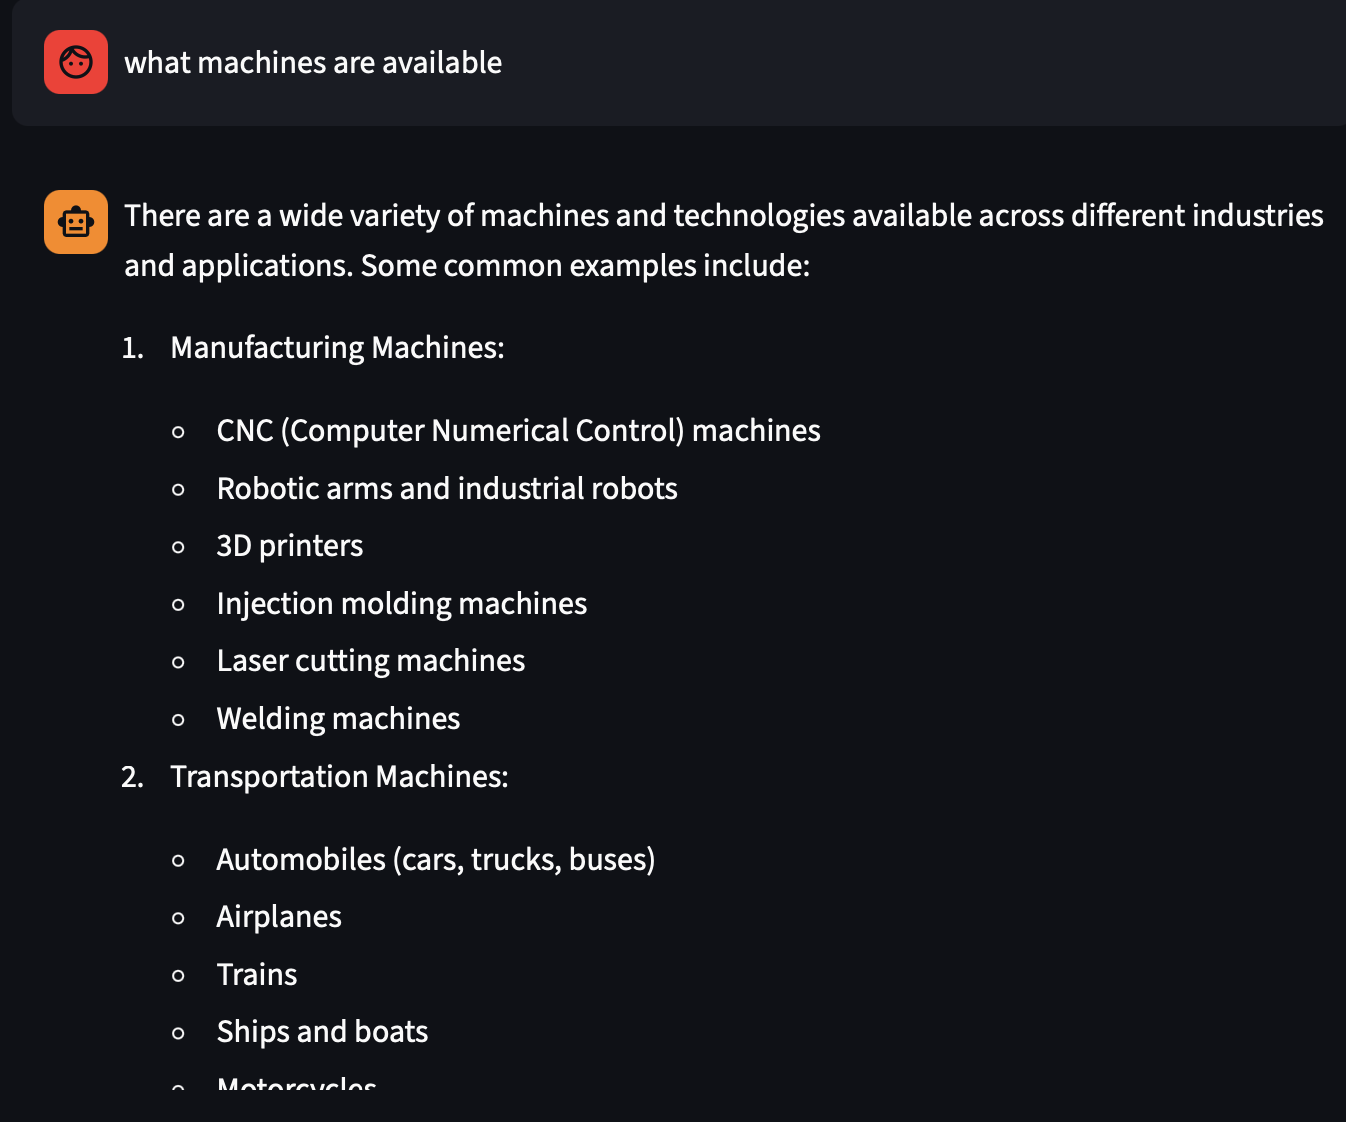 what machines are available
There are a wide variety of machines and technologies available across different industries
and applications. Some common examples include:
1. Manufacturing Machines:
CNC (Computer Numerical Control) machines
Robotic arms and industrial robots
3D printers
Injection molding machines
Laser cutting machines
Welding machines
2. Transportation Machines:
Automobiles (cars, trucks, buses)
Airplanes
Trains
Ships and boats
Motorcycles